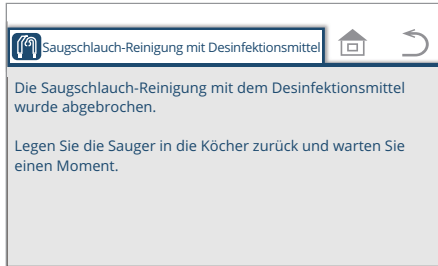 Saugschlauch-Reinigung mit Desinfektionsmittel
Die Saugschlauch-Reinigung mit dem Desinfektionsmittel
wurde abgebrochen.
Legen Sie die Sauger in die Köcher zurück und warten Sie
einen Moment.